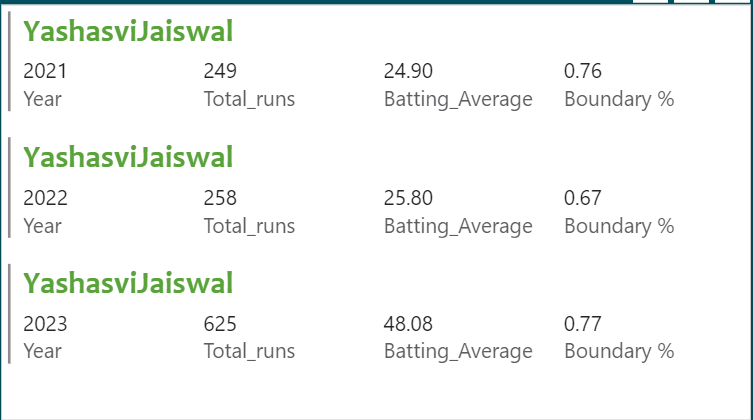 YashasviJaiswal
2021 249 24.90 0.76
Year Total_runs Batting_Average Boundary %
YashasviJaiswal
2022 258 25.80 0.67
Year Total_runs Batting_Average Boundary %
YashasviJaiswal
2023 625 48.08 0.77
Year Total_runs Batting_Average Boundary %